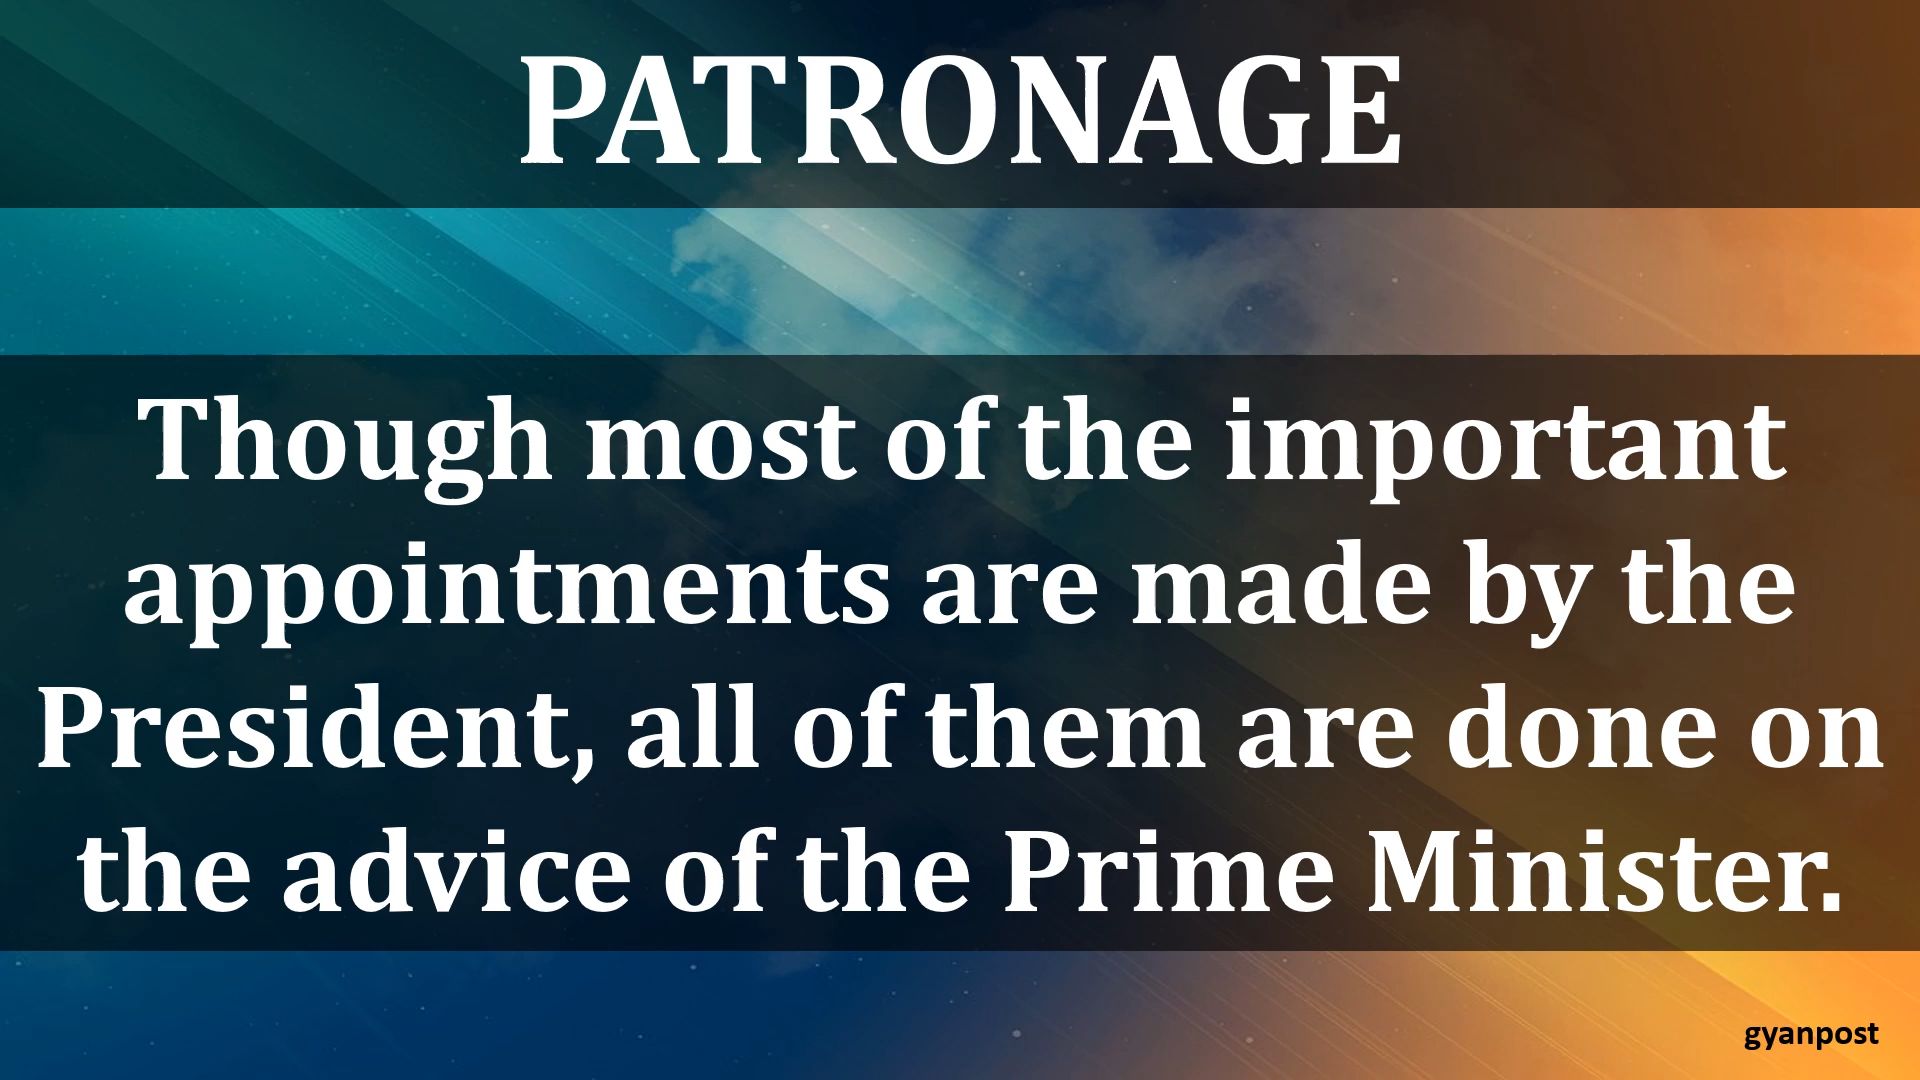 PATRONAGE
Though most of the important
appointments are made by the
President, all of them are done on
the advice of the Prime Minister.
gyanpost